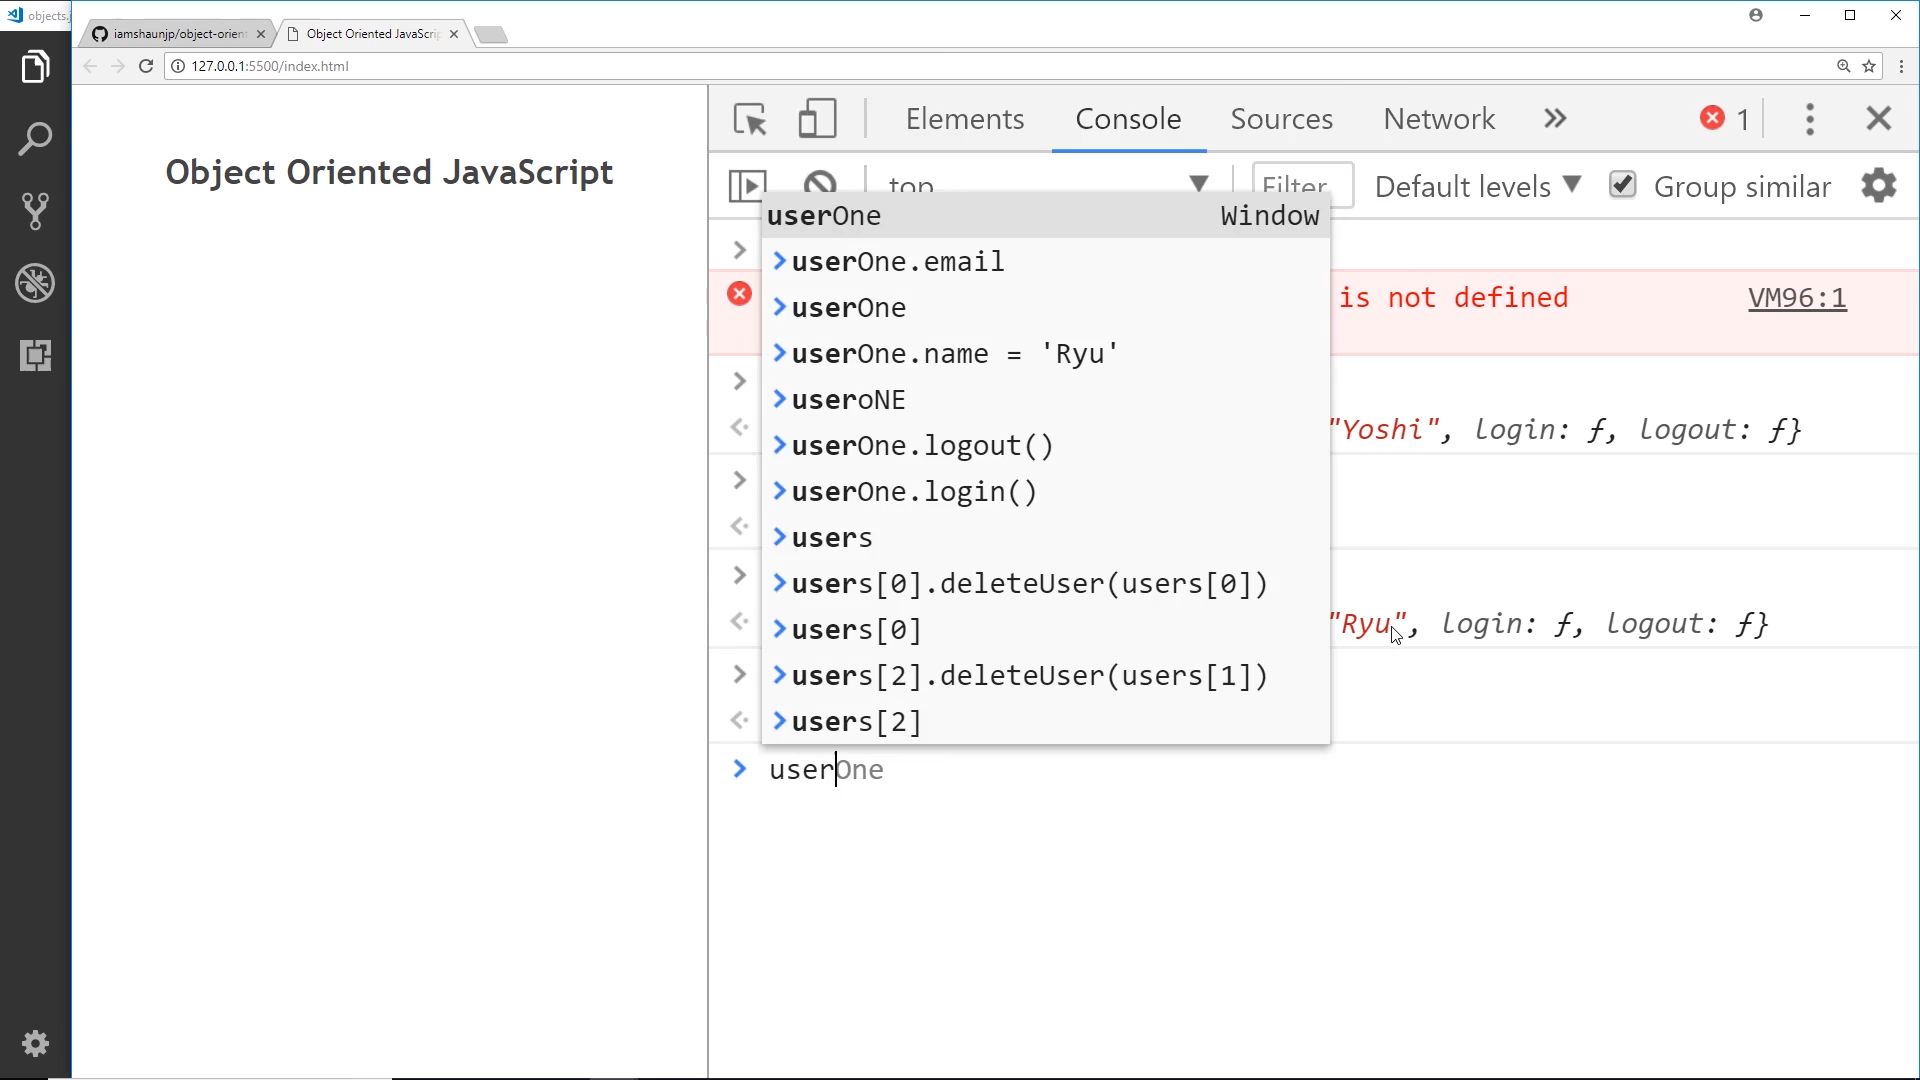 objects.j
iamshaunjp/object-orien
Object Oriented JavaScrip
127.0.0.1:5500/index.html
Object Oriented JavaScript
Elements Console Sources Network 1
top Filter Default levels Group similar
userOne Window
userOne.email
is not defined VM96:1
userOne
userOne.name = 'Ryu'
useroNE
"Yoshi", login: ƒ, logout: ƒ}
userOne.logout()
userOne.login()
users
users[0].deleteUser(users[0])
users[0]
"Ryu", login: ƒ, logout: ƒ}
users[2].deleteUser(users[1])
users[2]
userOne